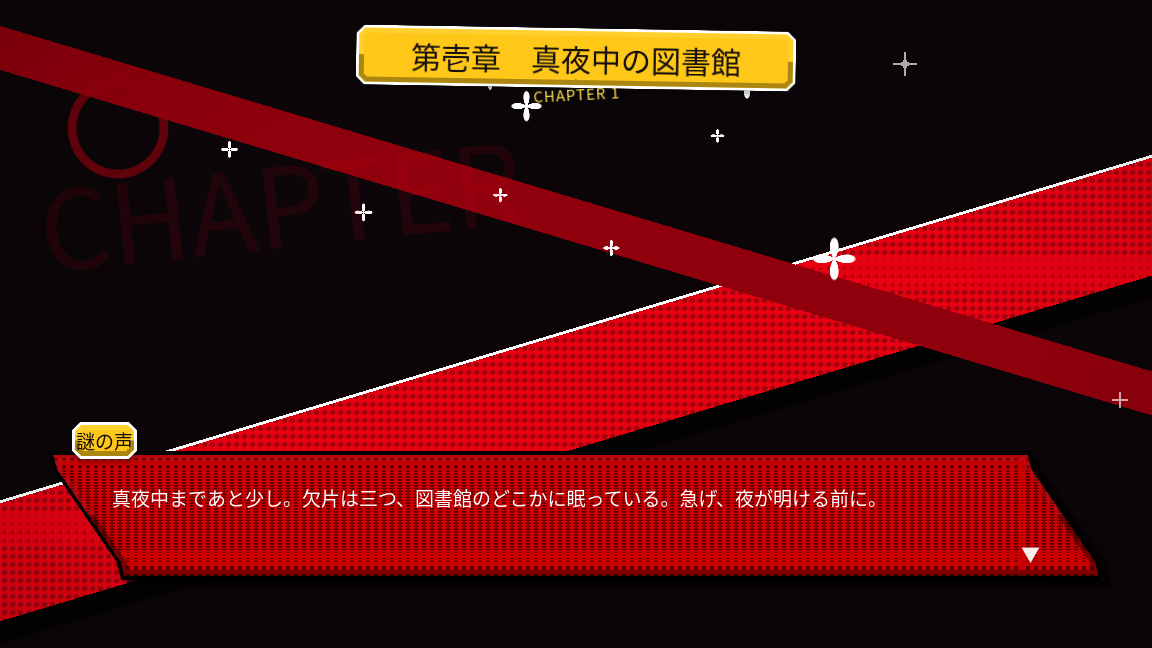 第壱章　真夜中の図書館
CHAPTER 1
CHAPTER
謎の声
真夜中まであと少し。欠片は三つ、図書館のどこかに眠っている。急げ、夜が明ける前に。